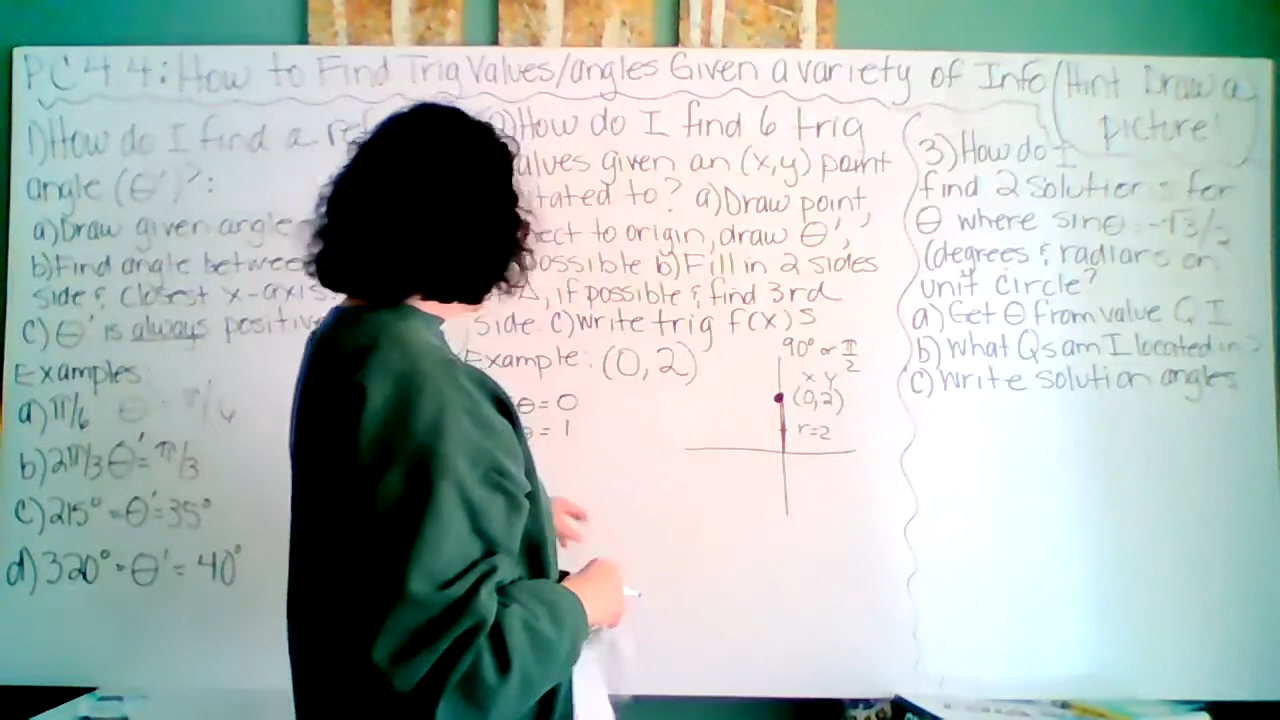 PC 4.4: How to Find Trig Values/angles Given a variety of Info (Hint Draw a picture!
1) How do I find a
angle (θ')?:
a) Draw given angle
b) Find angle between
side & closest x-axis.
c) θ' is always positive
Examples:
a) π/6 θ' = π/6
b) 2π/3 θ' = π/3
c) 215° = θ' = 35°
d) 320° = θ' = 40°
How do I find 6 trig
values given an (x,y) point
to? a) Draw point,
to origin, draw θ',
possible b) Fill in 2 sides
Δ, if possible & find 3rd
side. c) Write trig f(x)s
Example: (0,2)
θ = 0
= 1
90° or π/2
x y
(0,2)
r=2
3) How do I
find 2 solutions for
θ where sinθ = -√3/2
(degrees & radians on
unit circle?
a) Get θ from value Q I
b) What Qs am I located in?
c) Write solution angles